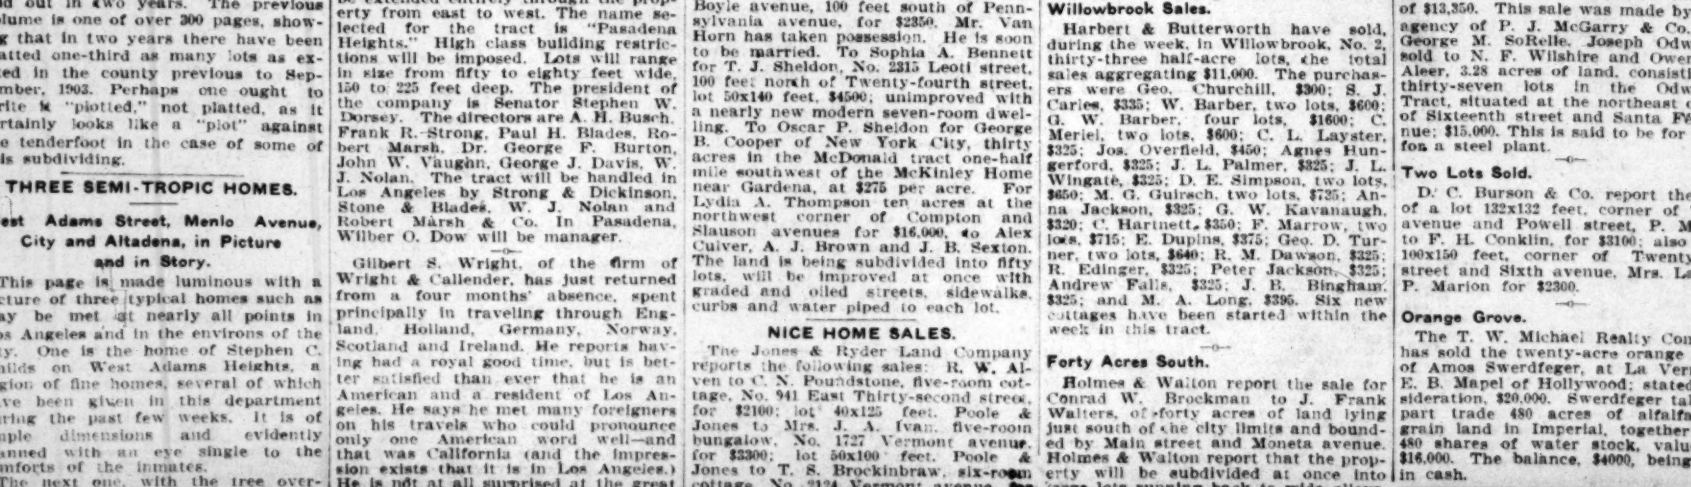 out in two years. The previous
olume is one of over 300 pages, show-
that in two years there have been
atted one-third as many lots as ex-
ed in the county previous to Sep-
mber, 1903. Perhaps one ought to
rite it "plotted," not platted, as it
rtainly looks like a "plot" against
e tenderfoot in the case of some of
is subdividing.
THREE SEMI-TROPIC HOMES.
est Adams Street, Menlo Avenue,
City and Altadena, in Picture
and in Story.
This page is made luminous with a
cture of three typical homes such as
ay be met at nearly all points in
os Angeles and in the environs of the
ty. One is the home of Stephen C.
hilds on West Adams Heights, a
gion of fine homes, several of which
ve been given in this department
uring the past few weeks. It is of
mple dimensions and evidently
anned with an eye single to the
mforts of the inmates.
The next one, with the tree over-
erty from east to west. The name se-
lected for the tract is "Pasadena
Heights." High class building restric-
tions will be imposed. Lots will range
in size from fifty to eighty feet wide,
150 to 225 feet deep. The president of
the company is Senator Stephen W.
Dorsey. The directors are A. H. Busch,
Frank R. Strong, Paul H. Blades, Ro-
bert Marsh, Dr. George F. Burton,
John W. Vaughn, George J. Davis, W.
J. Nolan. The tract will be handled in
Los Angeles by Strong & Dickinson,
Stone & Blades, W. J. Nolan and
Robert Marsh & Co. In Pasadena,
Wilber O. Dow will be manager.
Gilbert S. Wright, of the firm of
Wright & Callender, has just returned
from a four months' absence, spent
principally in traveling through Eng-
land, Holland, Germany, Norway,
Scotland and Ireland. He reports hav-
ing had a royal good time, but is bet-
ter satisfied than ever that he is an
American and a resident of Los An-
geles. He says he met many foreigners
on his travels who could pronounce
only one American word well—and
that was California (and the impres-
sion exists that it is in Los Angeles.)
He is not at all surprised at the great
Boyle avenue, 100 feet south of Penn-
sylvania avenue, for $2350. Mr. Van
Horn has taken possession. He is soon
to be married. To Sophia A. Bennett
for T. J. Sheldon, No. 2315 Leoti street,
100 feet north of Twenty-fourth street,
lot 50x140 feet, $4500; unimproved with
a nearly new modern seven-room dwel-
ling. To Oscar P. Sheldon for George
B. Cooper of New York City, thirty
acres in the McDonald tract one-half
mile southwest of the McKinley Home
near Gardena, at $275 per acre. For
Lydia A. Thompson ten acres at the
northwest corner of Compton and
Slauson avenues for $16,000, to Alex
Culver, A. J. Brown and J. B. Sexton.
The land is being subdivided into fifty
lots, will be improved at once with
graded and oiled streets, sidewalks,
curbs and water piped to each lot.
NICE HOME SALES.
The Jones & Ryder Land Company
reports the following sales: R. W. Al-
ven to C. N. Poundstone, five-room cot-
tage, No. 941 East Thirty-second street,
for $2100; lot 40x125 feet. Poole &
Jones to Mrs. J. A. Ivan, five-room
bungalow, No. 1727 Vermont avenue,
for $3300; lot 50x100 feet. Poole &
Jones to T. S. Brockinbraw, six-room
cottage, No. 2124 Vermont avenue,
Willowbrook Sales.
Harbert & Butterworth have sold,
during the week, in Willowbrook, No. 2,
thirty-three half-acre lots, the total
sales aggregating $11,000. The purchas-
ers were Geo. Churchill, $300; S. J.
Carles, $335; W. Barber, two lots, $600;
G. W. Barber, four lots, $1600; C.
Meriel, two lots, $600; C. L. Layster,
$325; Jos. Overfield, $450; Agnes Hun-
gerford, $325; J. L. Palmer, $325; J. L.
Wingate, $325; D. E. Simpson, two lots,
$650; M. G. Guirsch, two lots, $725; An-
na Jackson, $325; G. W. Kavanaugh,
$320; C. Hartnett, $350; F. Marrow, two
lots, $715; E. Dupins, $375; Geo. D. Tur-
ner, two lots, $640; R. M. Dawson, $325;
R. Edinger, $325; Peter Jackson, $325;
Andrew Falls, $325; J. B. Bingham,
$325; and M. A. Long, $395. Six new
cottages have been started within the
week in this tract.
Forty Acres South.
Holmes & Walton report the sale for
Conrad W. Brockman to J. Frank
Walters, of forty acres of land lying
just south of the city limits and bound-
ed by Main street and Moneta avenue.
Holmes & Walton report that the prop-
erty will be subdivided at once into
of $13,350. This sale was made by
agency of P. J. McGarry & Co.
George M. SoRelle, Joseph Odw
sold to N. F. Wilshire and Owen
Aleer, 3.28 acres of land, consisti
thirty-seven lots in the Odw
Tract, situated at the northeast
of Sixteenth street and Santa Fe
nue; $15,000. This is said to be for
for a steel plant.
Two Lots Sold.
D. C. Burson & Co. report the
of a lot 132x132 feet, corner of
avenue and Powell street, P. M
to F. H. Conklin, for $3100; also
100x150 feet, corner of Twenty
street and Sixth avenue, Mrs. La
P. Marion for $2300.
Orange Grove.
The T. W. Michael Realty Com
has sold the twenty-acre orange
of Amos Swerdfeger, at La Ver
E. B. Mapel of Hollywood; stated
sideration, $20,000. Swerdfeger tak
part trade 480 acres of alfalfa
grain land in Imperial, together
480 shares of water stock, value
$16,000. The balance, $4000, being
in cash.